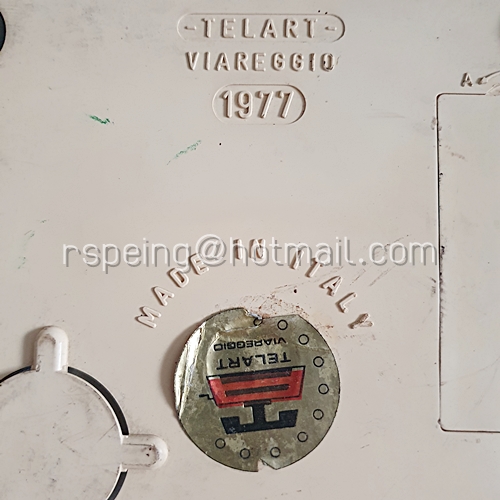 -TELART-
VIAREGGIO
1977
A
rspeing@hotmail.com
MADE IN ITALY
TELART
VIAREGGIO